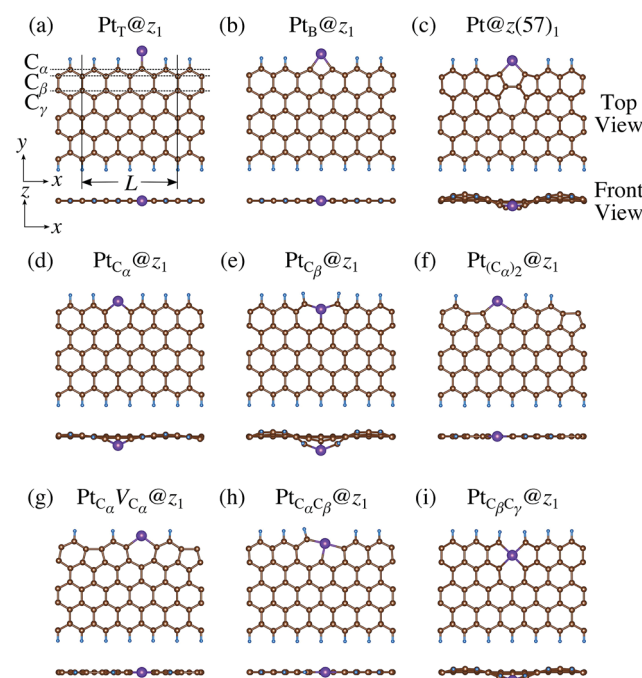 (a) Pt_T@z_1
(b) Pt_B@z_1
(c) Pt@z(57)_1
C_α
C_β
C_γ
Top
View
y
x
L
z
x
Front
View
(d) Pt_{C_α}@z_1
(e) Pt_{C_β}@z_1
(f) Pt_{(C_α)_2}@z_1
(g) Pt_{C_α}V_{C_α}@z_1
(h) Pt_{C_αC_β}@z_1
(i) Pt_{C_βC_γ}@z_1